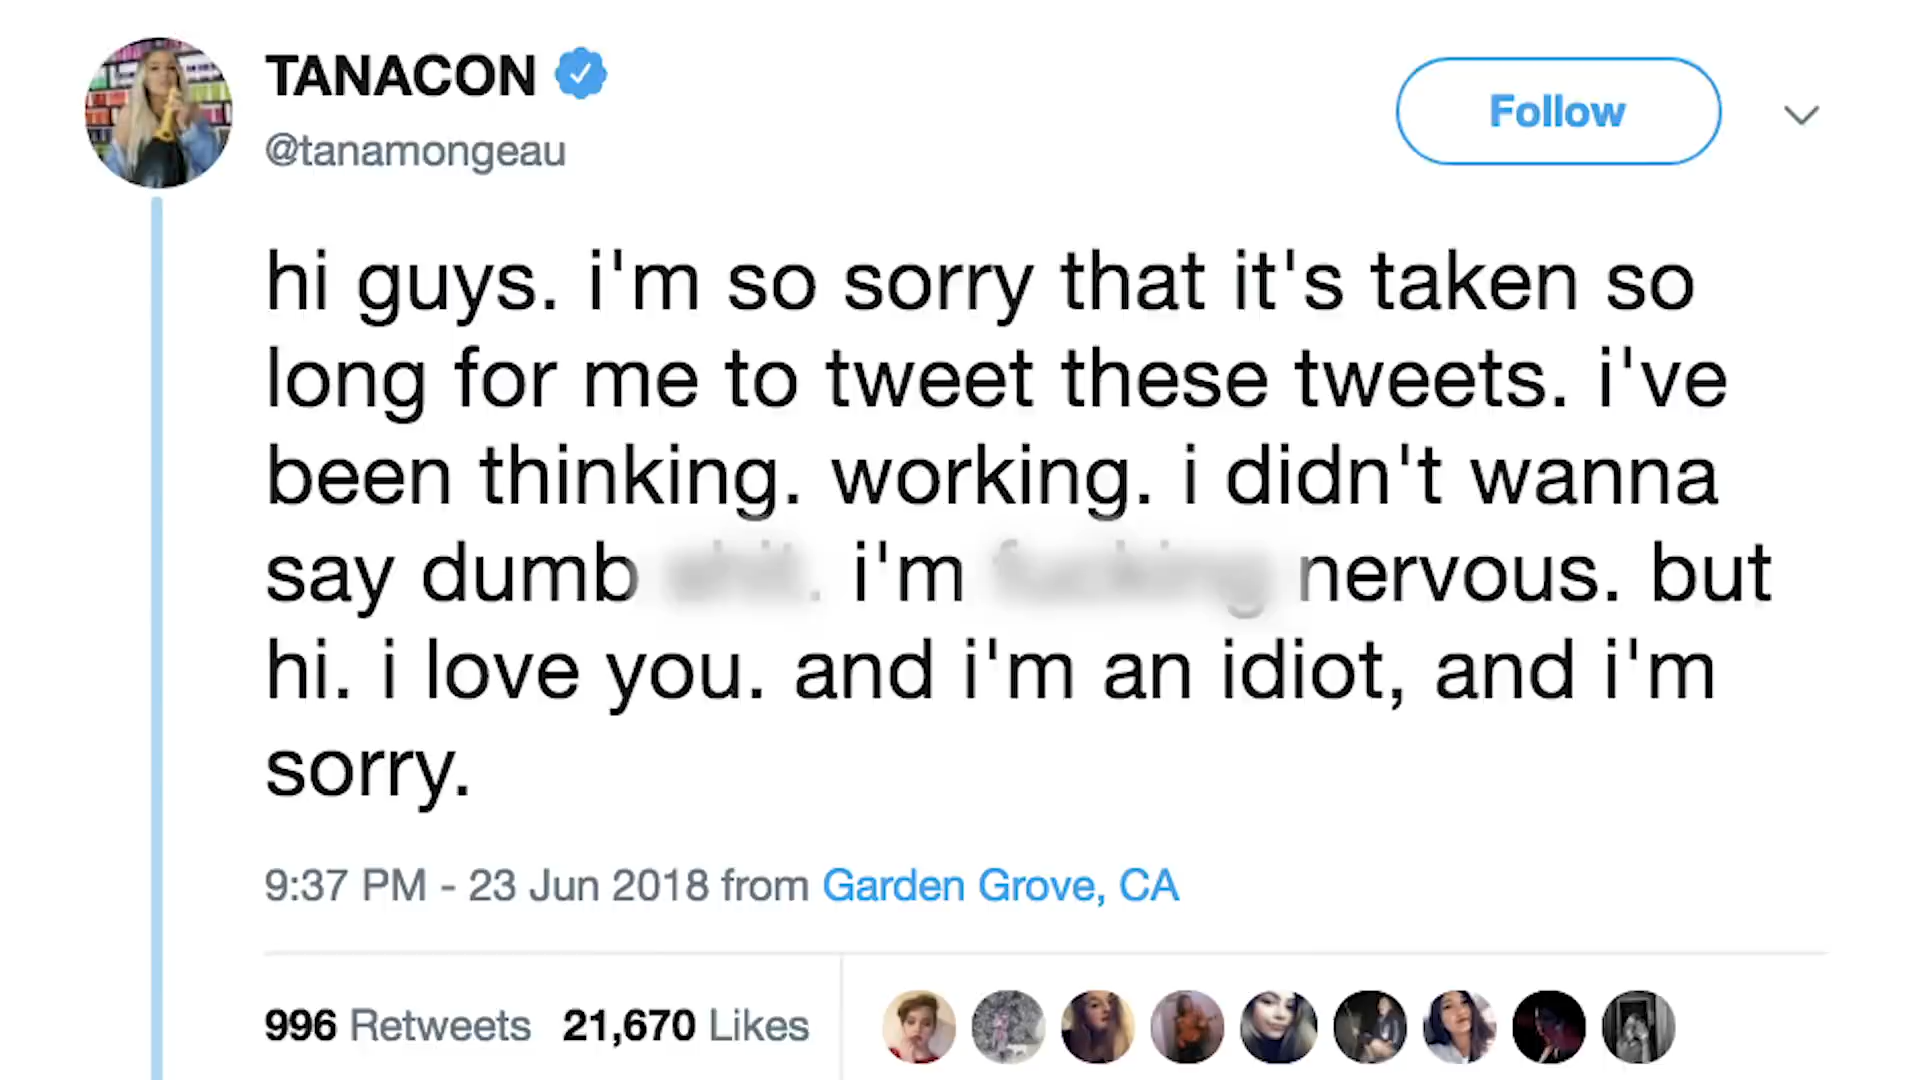 TANACON
@tanamongeau
Follow
hi guys. i'm so sorry that it's taken so
long for me to tweet these tweets. i've
been thinking. working. i didn't wanna
say dumb i'm nervous. but
hi. i love you. and i'm an idiot, and i'm
sorry.
9:37 PM - 23 Jun 2018 from Garden Grove, CA
996 Retweets 21,670 Likes